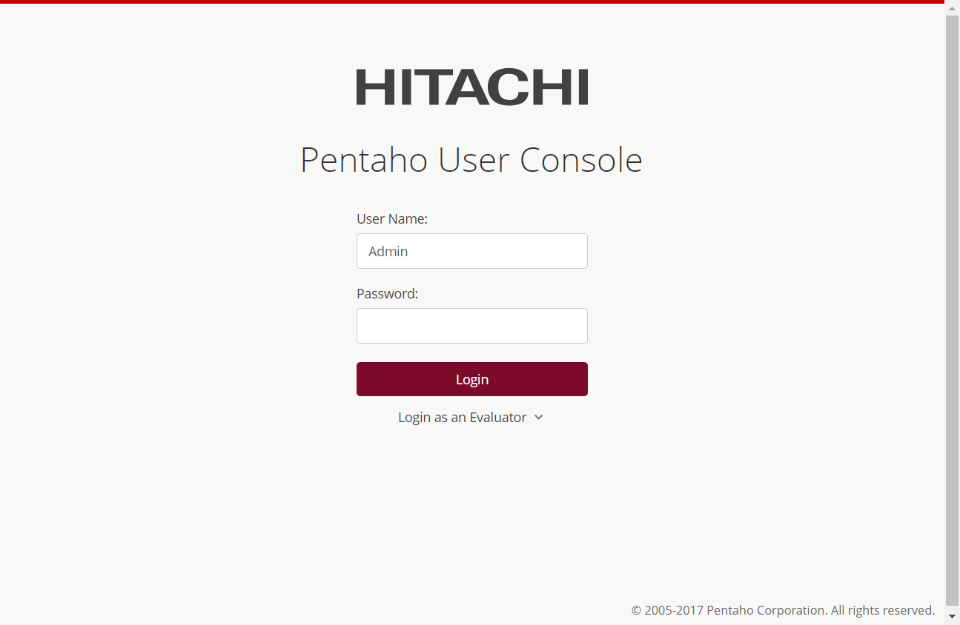 HITACHI
Pentaho User Console
User Name:
Admin
Password:
Login
Login as an Evaluator
© 2005-2017 Pentaho Corporation. All rights reserved.